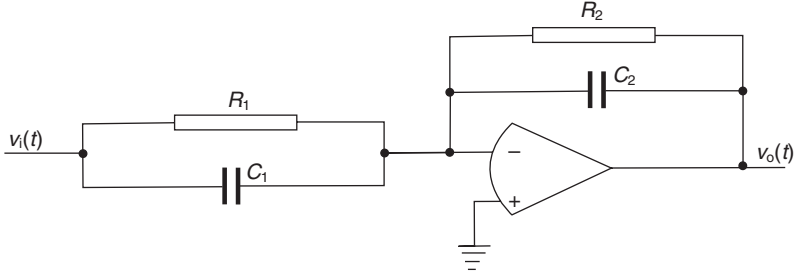 R₂
C₂
R₁
vᵢ(t)
C₁
−
+
vₒ(t)